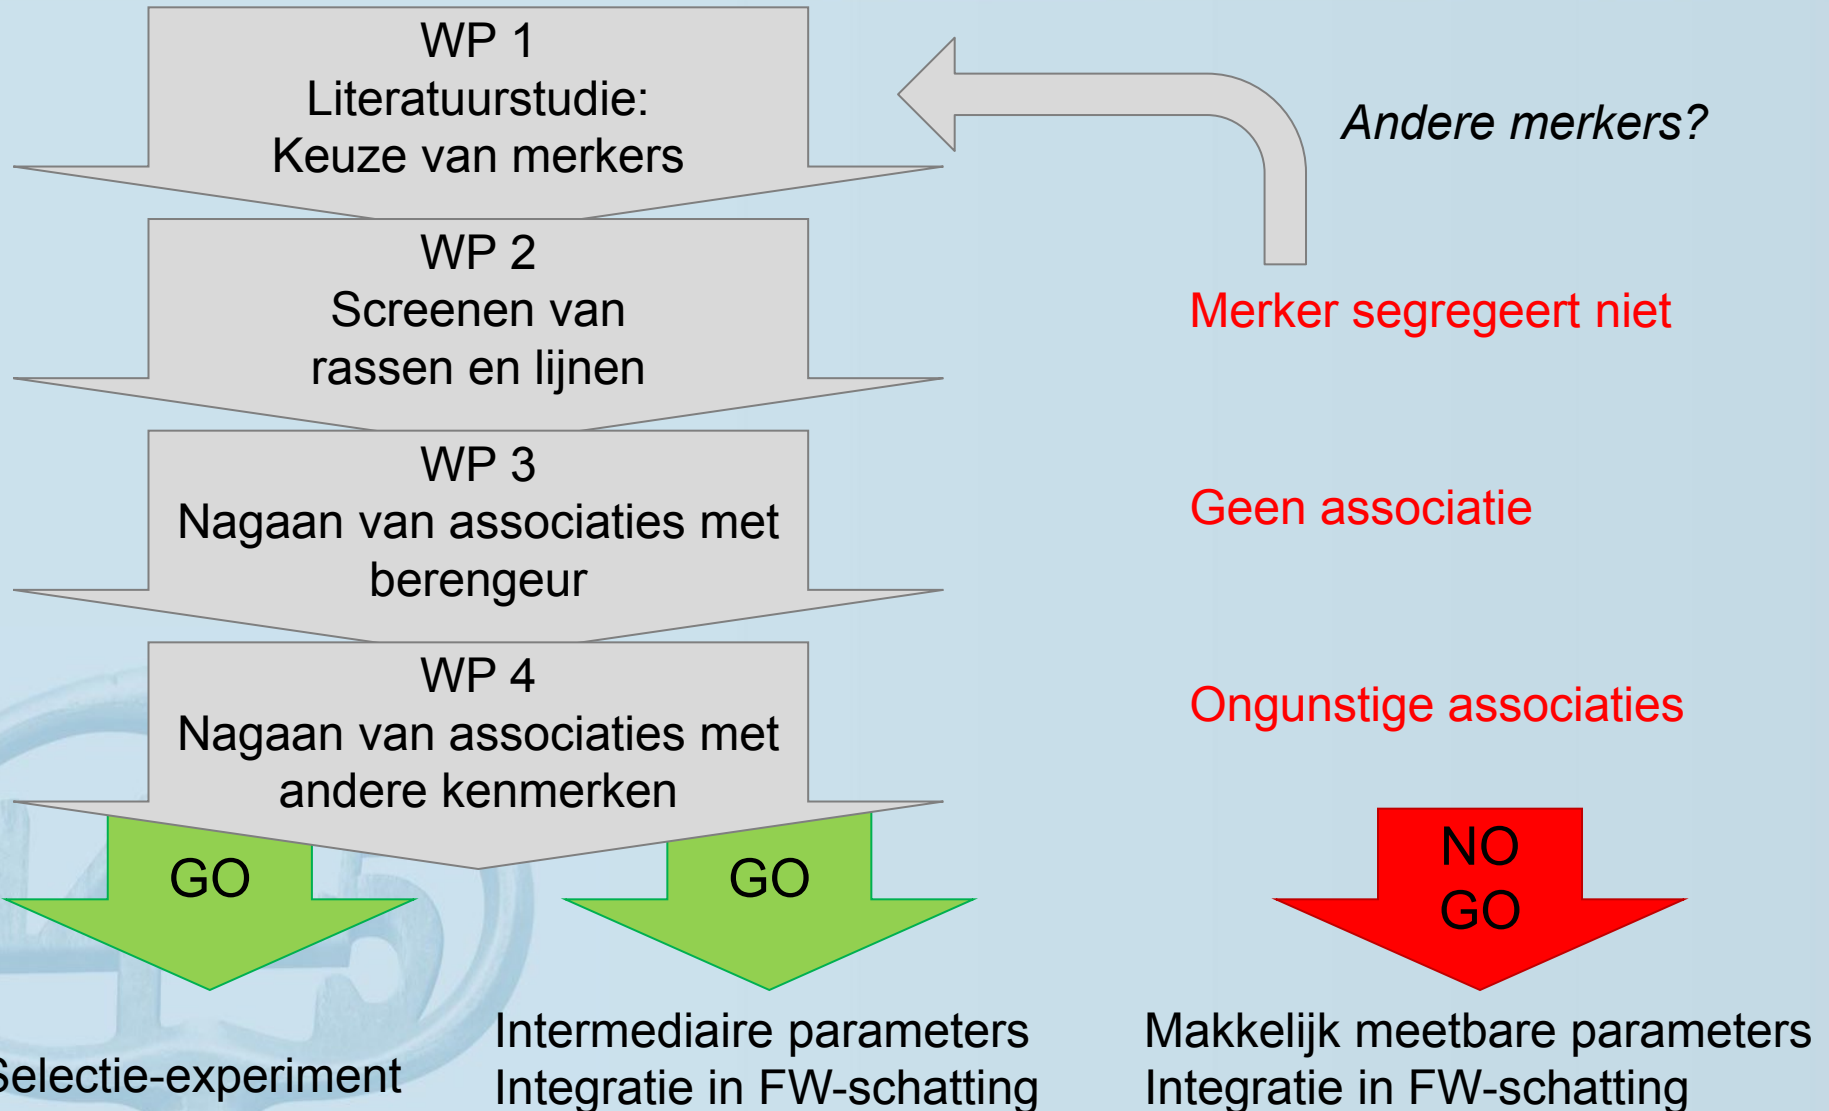 WP 1
Literatuurstudie:
Keuze van merkers
Andere merkers?
WP 2
Screenen van
rassen en lijnen
Merker segregeert niet
WP 3
Nagaan van associaties met
berengeur
Geen associatie
WP 4
Nagaan van associaties met
andere kenmerken
Ongunstige associaties
GO
GO
NO
GO
Selectie-experiment
Intermediaire parameters
Integratie in FW-schatting
Makkelijk meetbare parameters
Integratie in FW-schatting